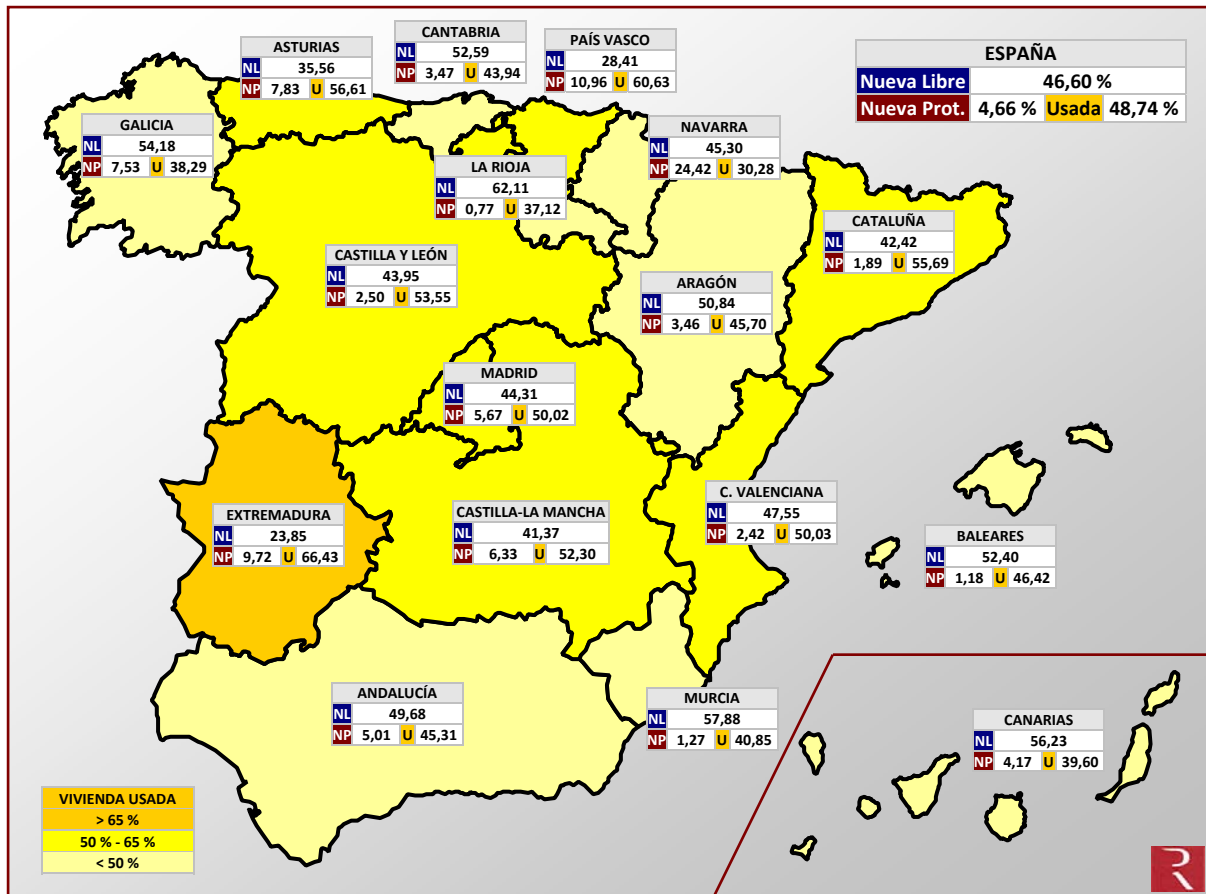 ASTURIAS
NL 35,56
NP 7,83 U 56,61
CANTABRIA
NL 52,59
NP 3,47 U 43,94
PAÍS VASCO
NL 28,41
NP 10,96 U 60,63
ESPAÑA
Nueva Libre 46,60 %
Nueva Prot. 4,66 % Usada 48,74 %
GALICIA
NL 54,18
NP 7,53 U 38,29
NAVARRA
NL 45,30
NP 24,42 U 30,28
LA RIOJA
NL 62,11
NP 0,77 U 37,12
CATALUÑA
NL 42,42
NP 1,89 U 55,69
CASTILLA Y LEÓN
NL 43,95
NP 2,50 U 53,55
ARAGÓN
NL 50,84
NP 3,46 U 45,70
MADRID
NL 44,31
NP 5,67 U 50,02
EXTREMADURA
NL 23,85
NP 9,72 U 66,43
CASTILLA-LA MANCHA
NL 41,37
NP 6,33 U 52,30
C. VALENCIANA
NL 47,55
NP 2,42 U 50,03
BALEARES
NL 52,40
NP 1,18 U 46,42
ANDALUCÍA
NL 49,68
NP 5,01 U 45,31
MURCIA
NL 57,88
NP 1,27 U 40,85
CANARIAS
NL 56,23
NP 4,17 U 39,60
VIVIENDA USADA
> 65 %
50 % - 65 %
< 50 %
R